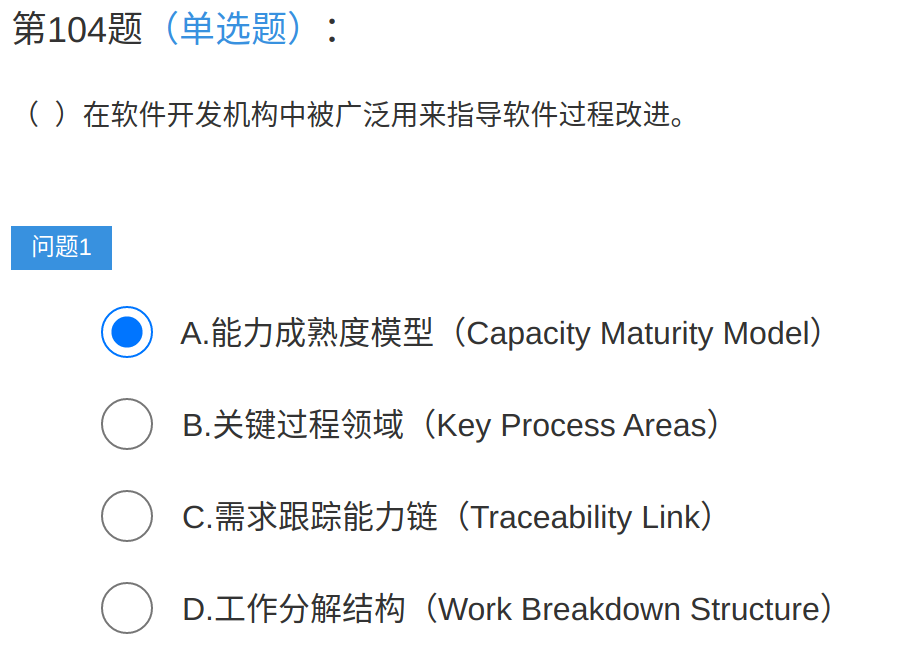 第104题（单选题）：
（ ）在软件开发机构中被广泛用来指导软件过程改进。
问题1
A.能力成熟度模型（Capacity Maturity Model）
B.关键过程领域（Key Process Areas）
C.需求跟踪能力链（Traceability Link）
D.工作分解结构（Work Breakdown Structure）